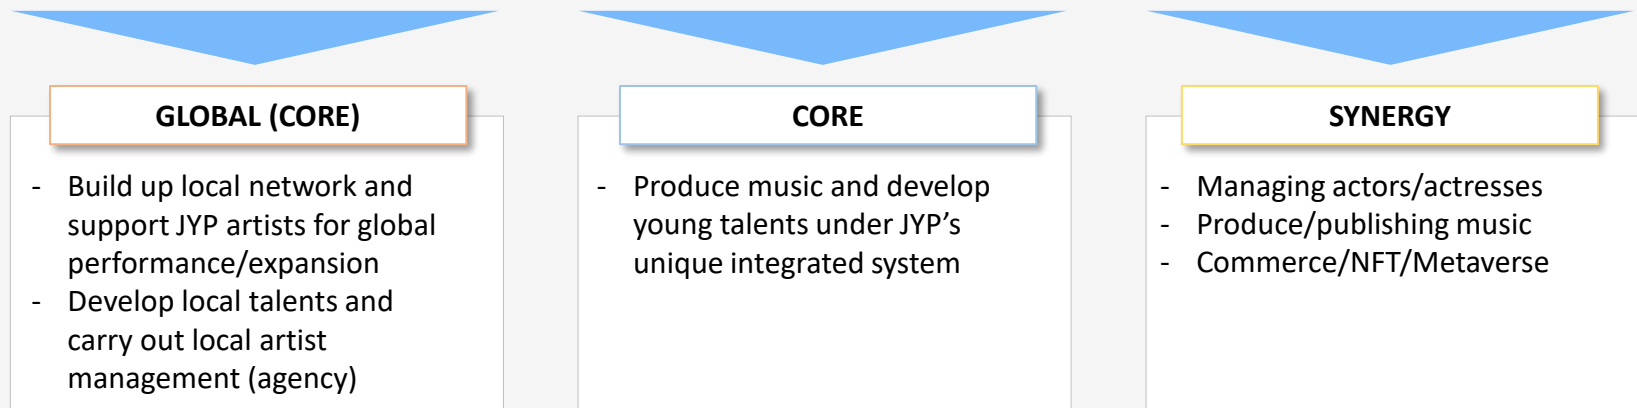 GLOBAL (CORE)
- Build up local network and
support JYP artists for global
performance/expansion
- Develop local talents and
carry out local artist
management (agency)
CORE
- Produce music and develop
young talents under JYP’s
unique integrated system
SYNERGY
- Managing actors/actresses
- Produce/publishing music
- Commerce/NFT/Metaverse